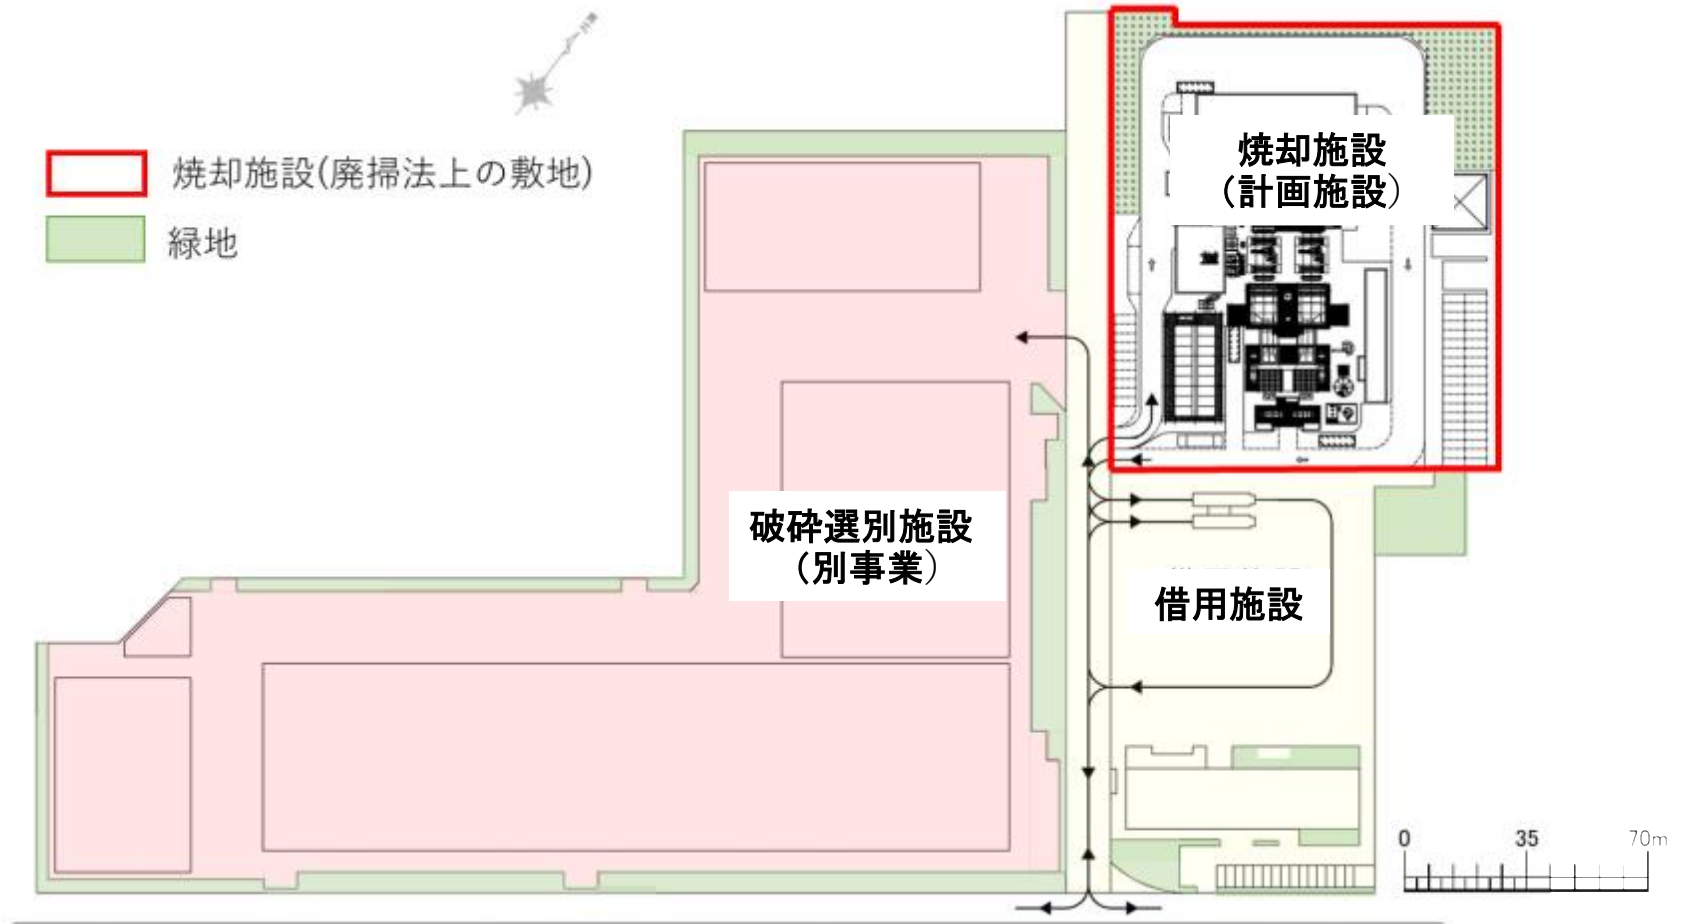 焼却施設(廃掃法上の敷地)
緑地
焼却施設
（計画施設）
破砕選別施設
（別事業）
借用施設
0 35 70m